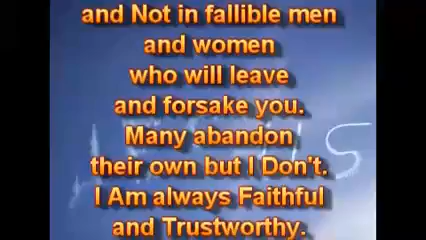 and Not in fallible men
and women
who will leave
and forsake you.
Many abandon
their own but I Don't.
I Am always Faithful
and Trustworthy.